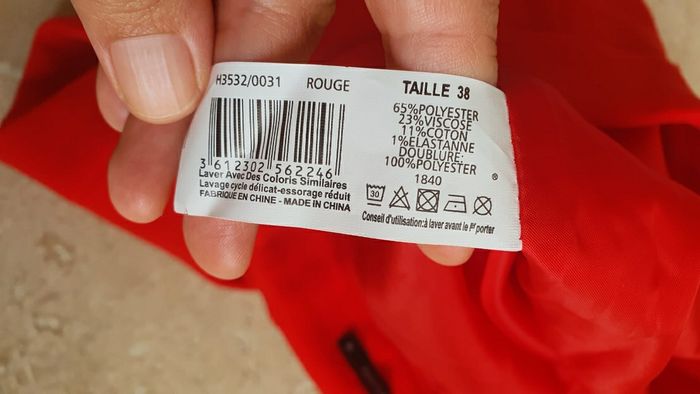 H3532/0031 ROUGE TAILLE 38
65%POLYESTER
23%VISCOSE
11%COTON
1%ELASTANNE
DOUBLURE:
100%POLYESTER
1840
®
3 612302 562246
Laver Avec Des Coloris Similaires
Lavage cycle délicat-essorage réduit
FABRIQUE EN CHINE - MADE IN CHINA
30
Conseil d'utilisation:à laver avant le 1er porter